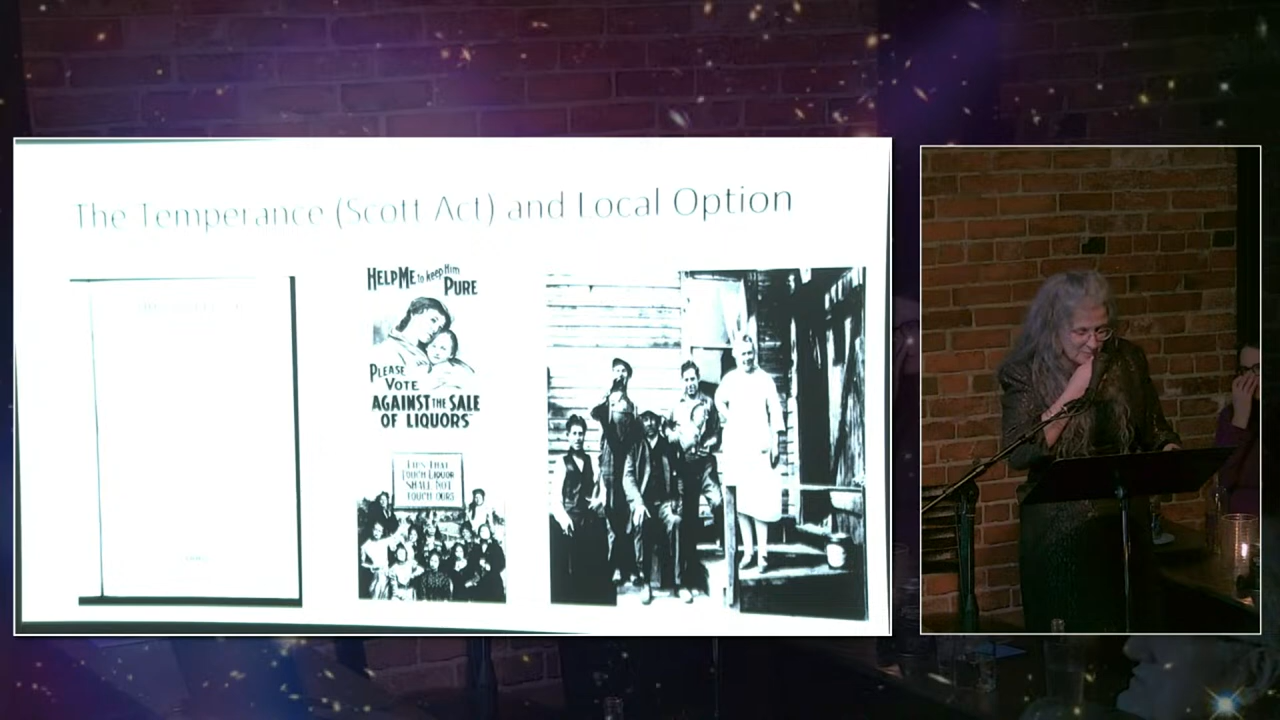 The Temperance (Scott Act) and Local Option
HELP ME to keep Him
PURE
PLEASE
VOTE
AGAINST THE SALE
OF LIQUORS
LIPS THAT
TOUCH LIQUOR
SHALL NOT
TOUCH OURS